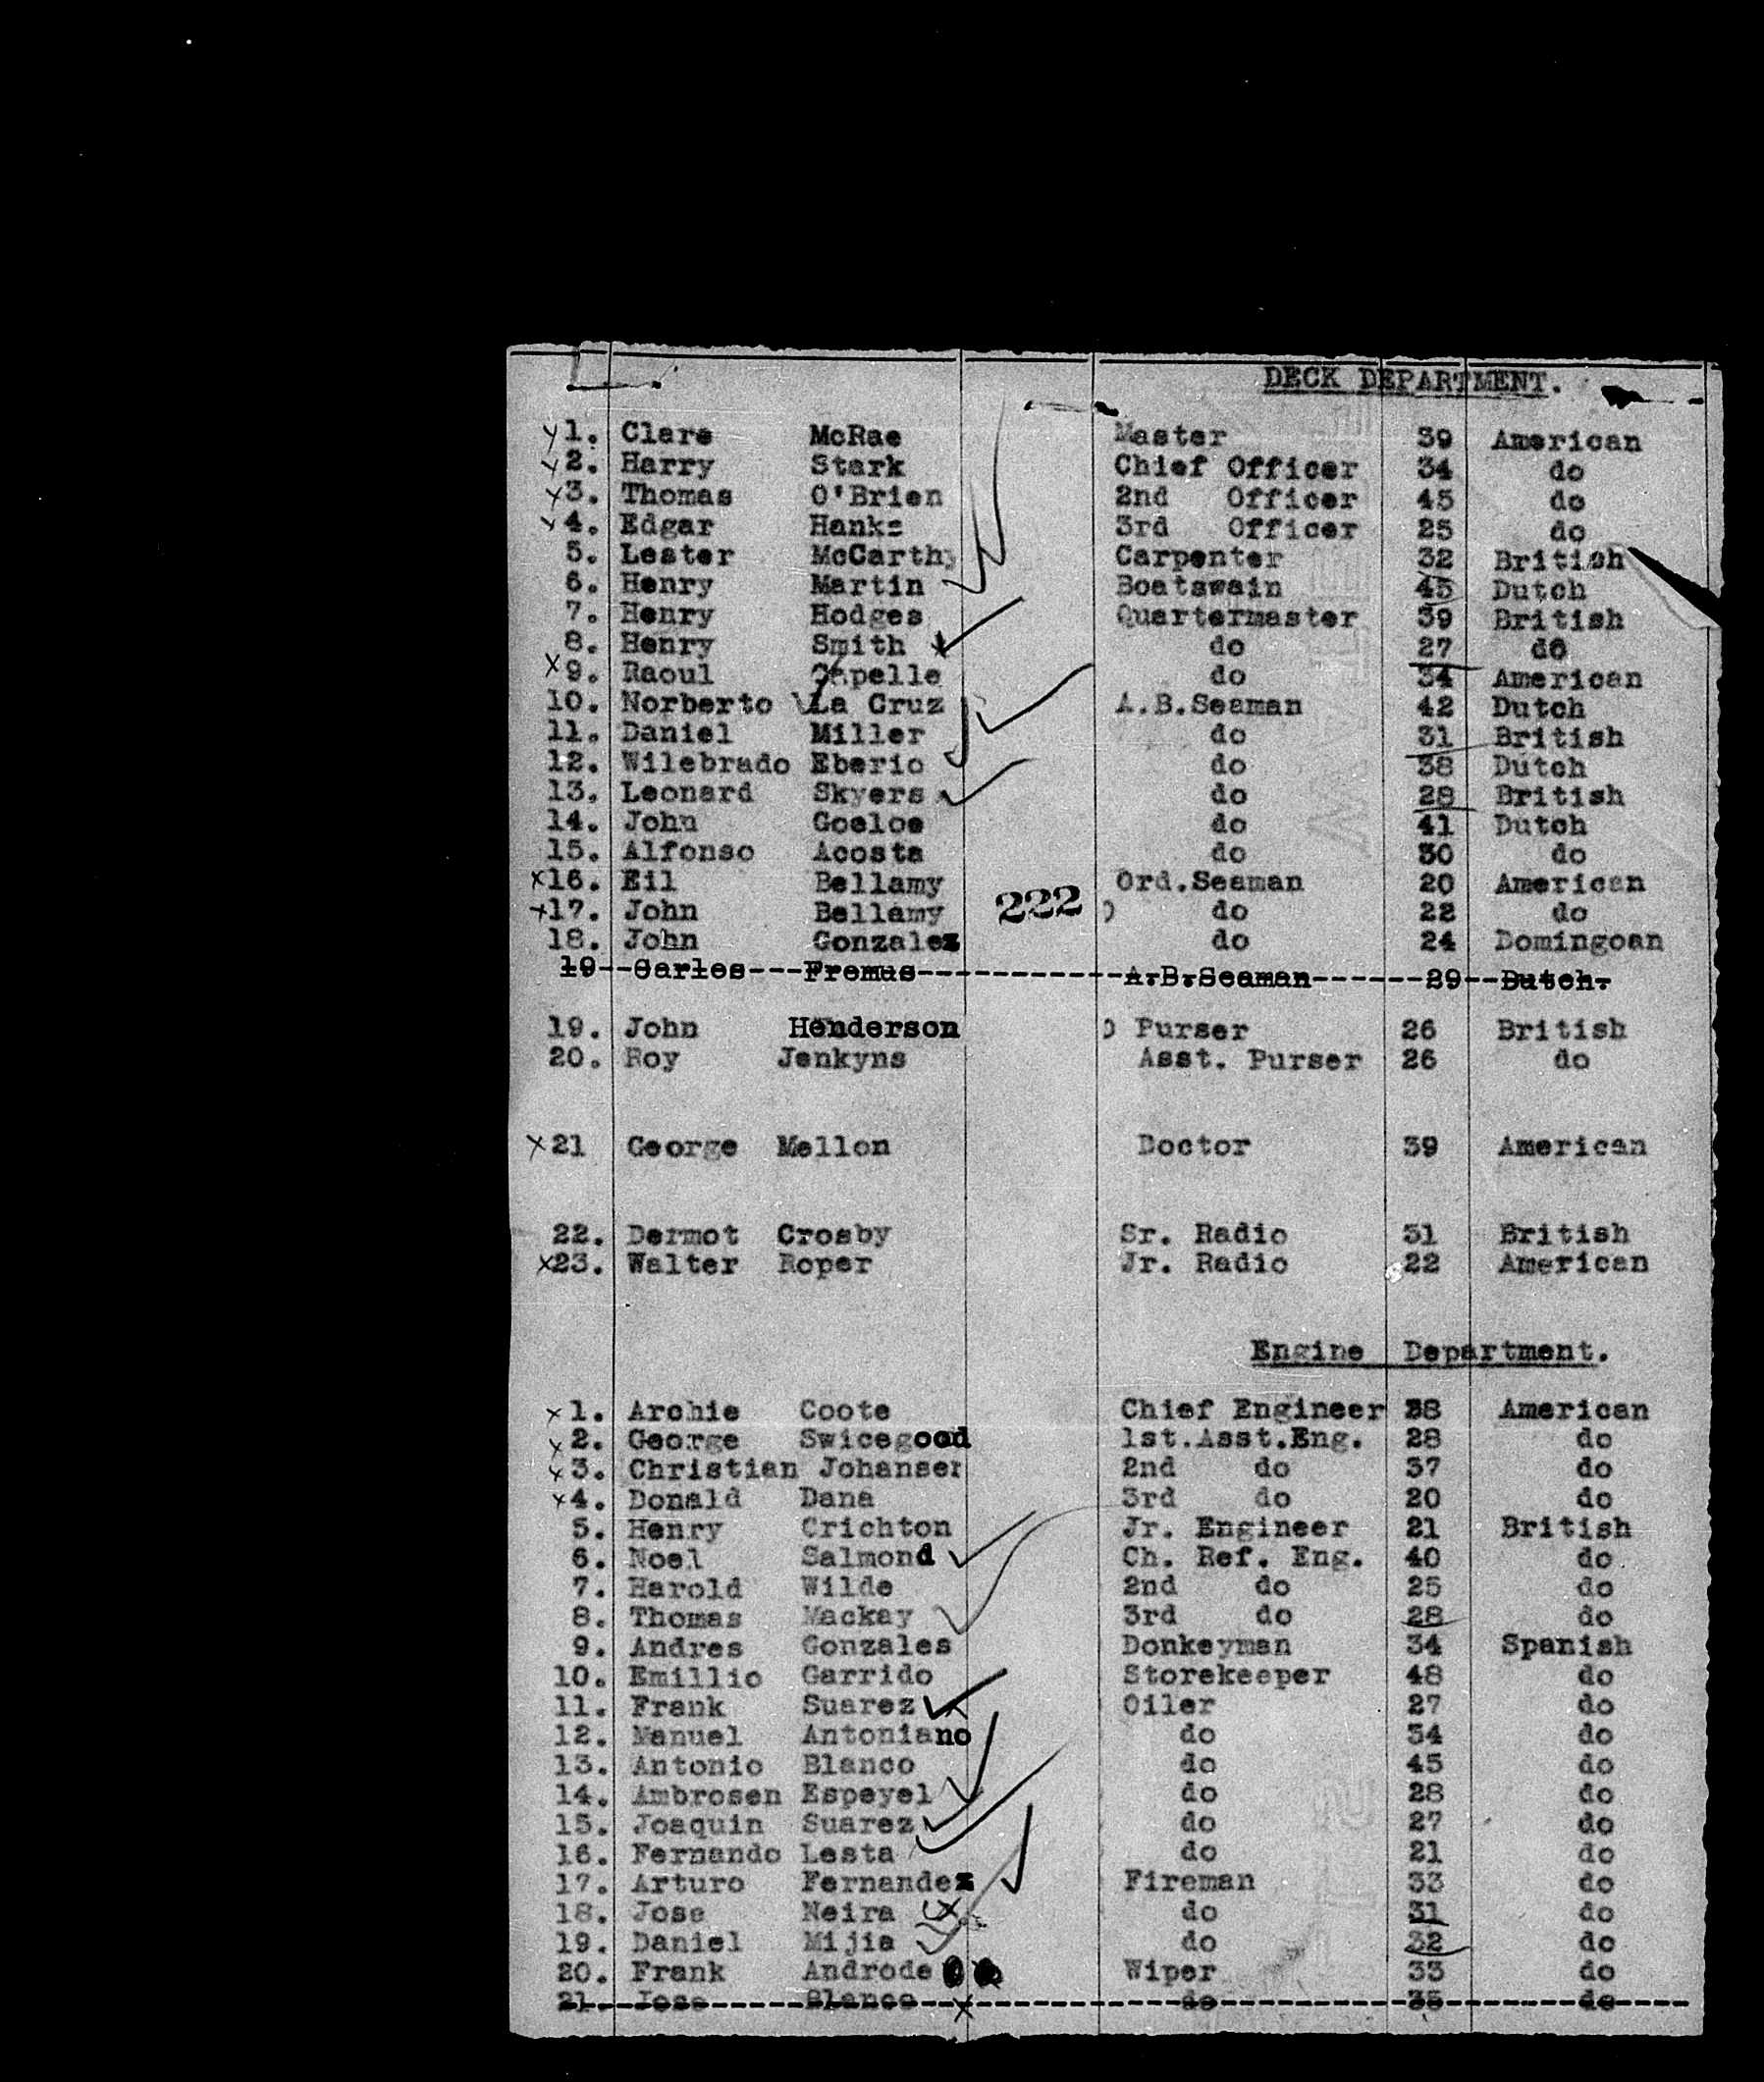 DECK DEPARTMENT.
1. Clare McRae Master 39 American
2. Harry Stark Chief Officer 34 do
3. Thomas O'Brien 2nd Officer 45 do
4. Edgar Hanks 3rd Officer 25 do
5. Lester McCarthy Carpenter 32 British
6. Henry Martin Boatswain 45 Dutch
7. Henry Hodges Quartermaster 39 British
8. Henry Smith do 27 do
9. Raoul Capelle do 34 American
10. Norberto La Cruz A.B.Seaman 42 Dutch
11. Daniel Miller do 31 British
12. Wilebrado Eberio do 38 Dutch
13. Leonard Skyers do 28 British
14. John Goeloe do 41 Dutch
15. Alfonso Acosta do 30 do
16. Eil Bellamy Ord.Seaman 20 American
17. John Bellamy 222 do 22 do
18. John Gonzalez do 24 Domingoan
19--Carlos---Fremus-----------A.B.Seaman------29--Dutch.
19. John Henderson Purser 26 British
20. Roy Jenkyns Asst. Purser 26 do
21 George Mellon Doctor 39 American
22. Dermot Crosby Sr. Radio 31 British
23. Walter Roper Jr. Radio 22 American
Engine Department.
1. Archie Coote Chief Engineer 38 American
2. George Swicegood 1st.Asst.Eng. 28 do
3. Christian Johansen 2nd do 37 do
4. Donald Dana 3rd do 20 do
5. Henry Crichton Jr. Engineer 21 British
6. Noel Salmond Ch. Ref. Eng. 40 do
7. Harold Wilde 2nd do 25 do
8. Thomas Mackay 3rd do 28 do
9. Andres Gonzales Donkeyman 34 Spanish
10. Emillio Garrido Storekeeper 48 do
11. Frank Suarez Oiler 27 do
12. Manuel Antoniano do 34 do
13. Antonio Blanco do 45 do
14. Ambrosen Espeyel do 28 do
15. Joaquin Suarez do 27 do
16. Fernando Lesta do 21 do
17. Arturo Fernandez Fireman 33 do
18. Jose Neira do 31 do
19. Daniel Mijia do 32 do
20. Frank Androde Wiper 33 do
21 Jose Blanco do 35 do